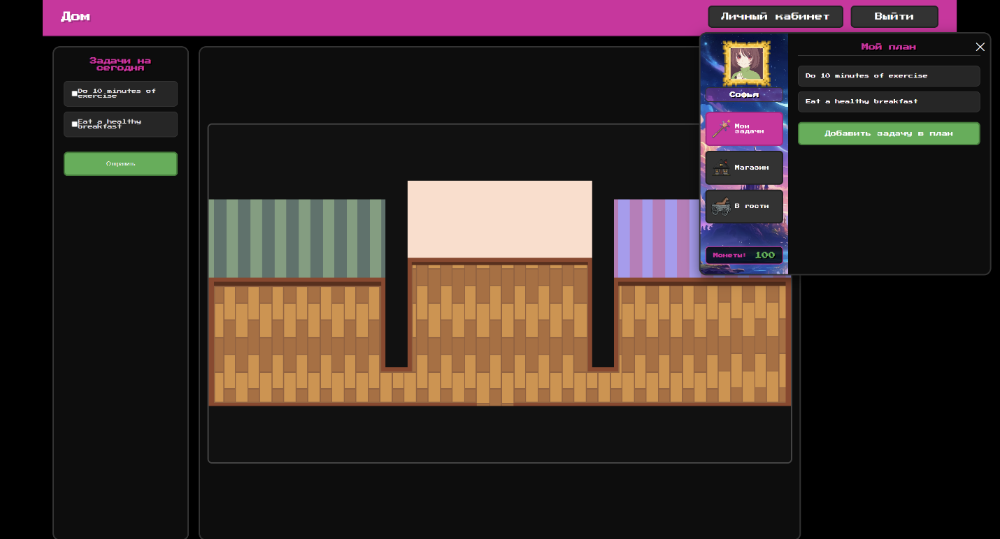 Дом
Личный кабинет
Выйти
Задачи на
сегодня
Do 10 minutes of
exercise
Eat a healthy
breakfast
Отправить
Софья
Мои
задачи
Магазин
В гости
Монеты: 100
Мой план
Do 10 minutes of exercise
Eat a healthy breakfast
Добавить задачу в план